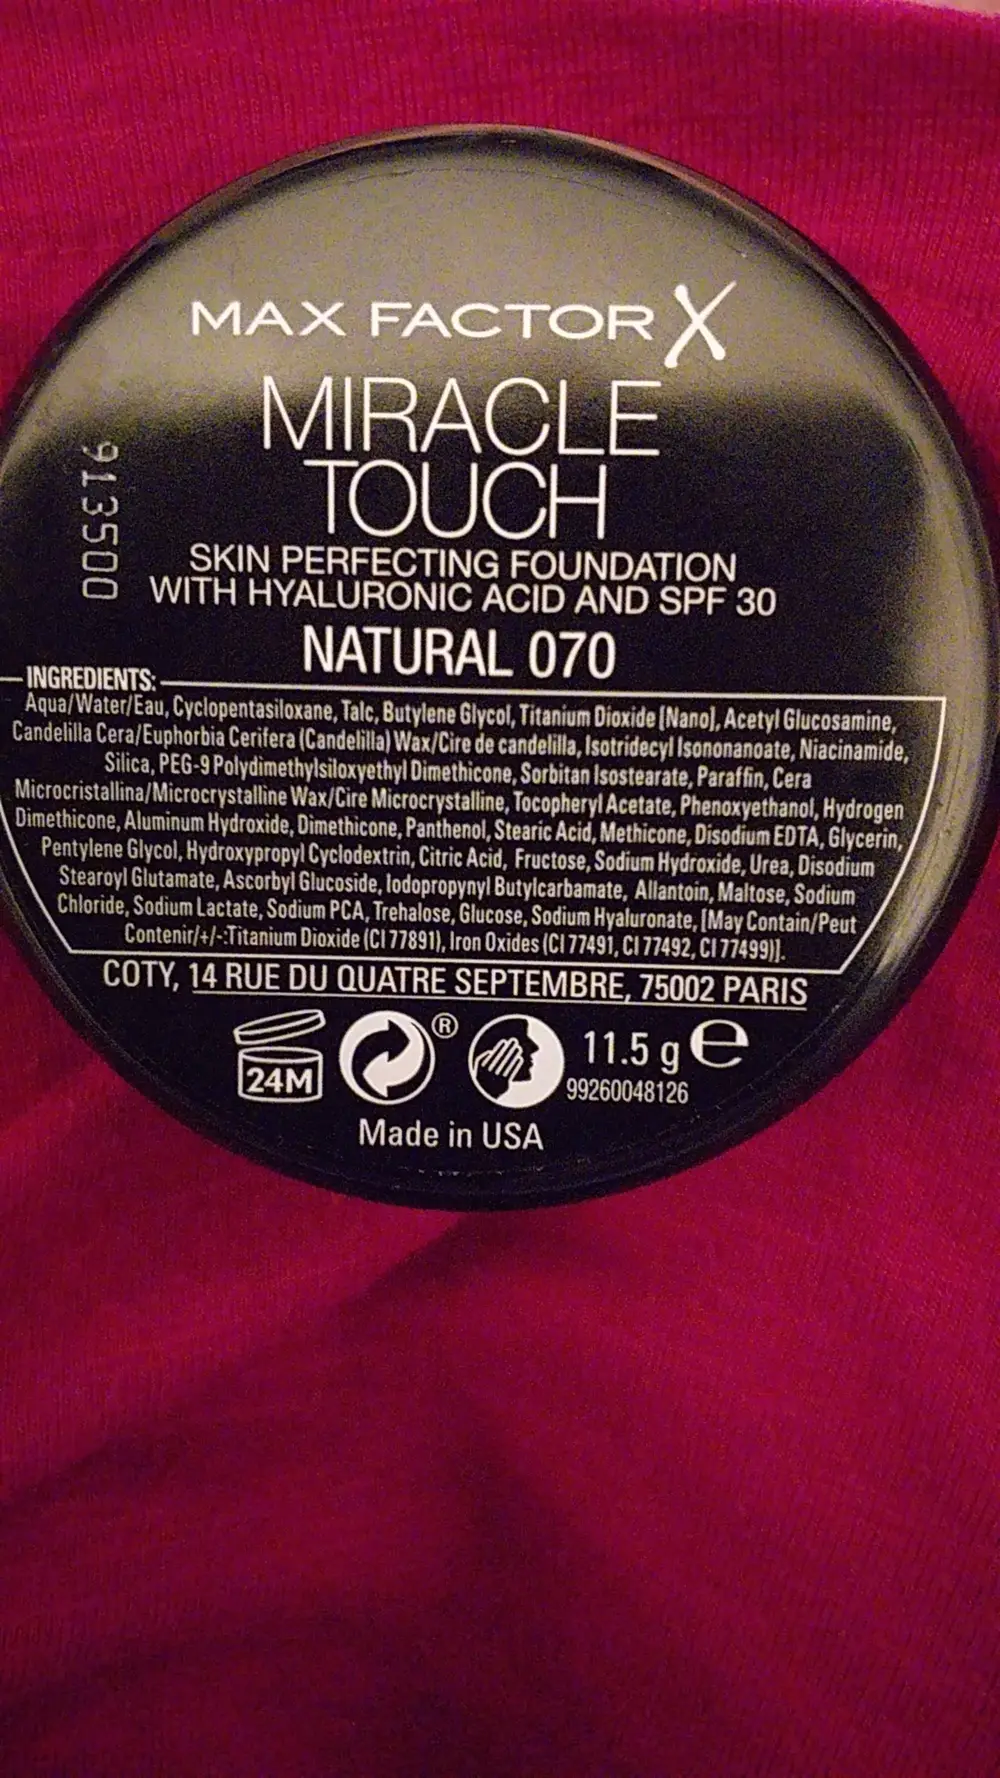 MAX FACTOR X
MIRACLE
TOUCH
SKIN PERFECTING FOUNDATION
WITH HYALURONIC ACID AND SPF 30
NATURAL 070
913500
INGREDIENTS:
Aqua/Water/Eau, Cyclopentasiloxane, Talc, Butylene Glycol, Titanium Dioxide [Nano], Acetyl Glucosamine,
Candelilla Cera/Euphorbia Cerifera (Candelilla) Wax/Cire de candelilla, Isotridecyl Isononanoate, Niacinamide,
Silica, PEG-9 Polydimethylsiloxyethyl Dimethicone, Sorbitan Isostearate, Paraffin, Cera
Microcristallina/Microcrystalline Wax/Cire Microcrystalline, Tocopheryl Acetate, Phenoxyethanol, Hydrogen
Dimethicone, Aluminum Hydroxide, Dimethicone, Panthenol, Stearic Acid, Methicone, Disodium EDTA, Glycerin,
Pentylene Glycol, Hydroxypropyl Cyclodextrin, Citric Acid, Fructose, Sodium Hydroxide, Urea, Disodium
Stearoyl Glutamate, Ascorbyl Glucoside, Iodopropynyl Butylcarbamate, Allantoin, Maltose, Sodium
Chloride, Sodium Lactate, Sodium PCA, Trehalose, Glucose, Sodium Hyaluronate, [May Contain/Peut
Contenir/+/-:Titanium Dioxide (CI 77891), Iron Oxides (CI 77491, CI 77492, CI 77499)].
COTY, 14 RUE DU QUATRE SEPTEMBRE, 75002 PARIS
24M
®
11.5 g e
99260048126
Made in USA